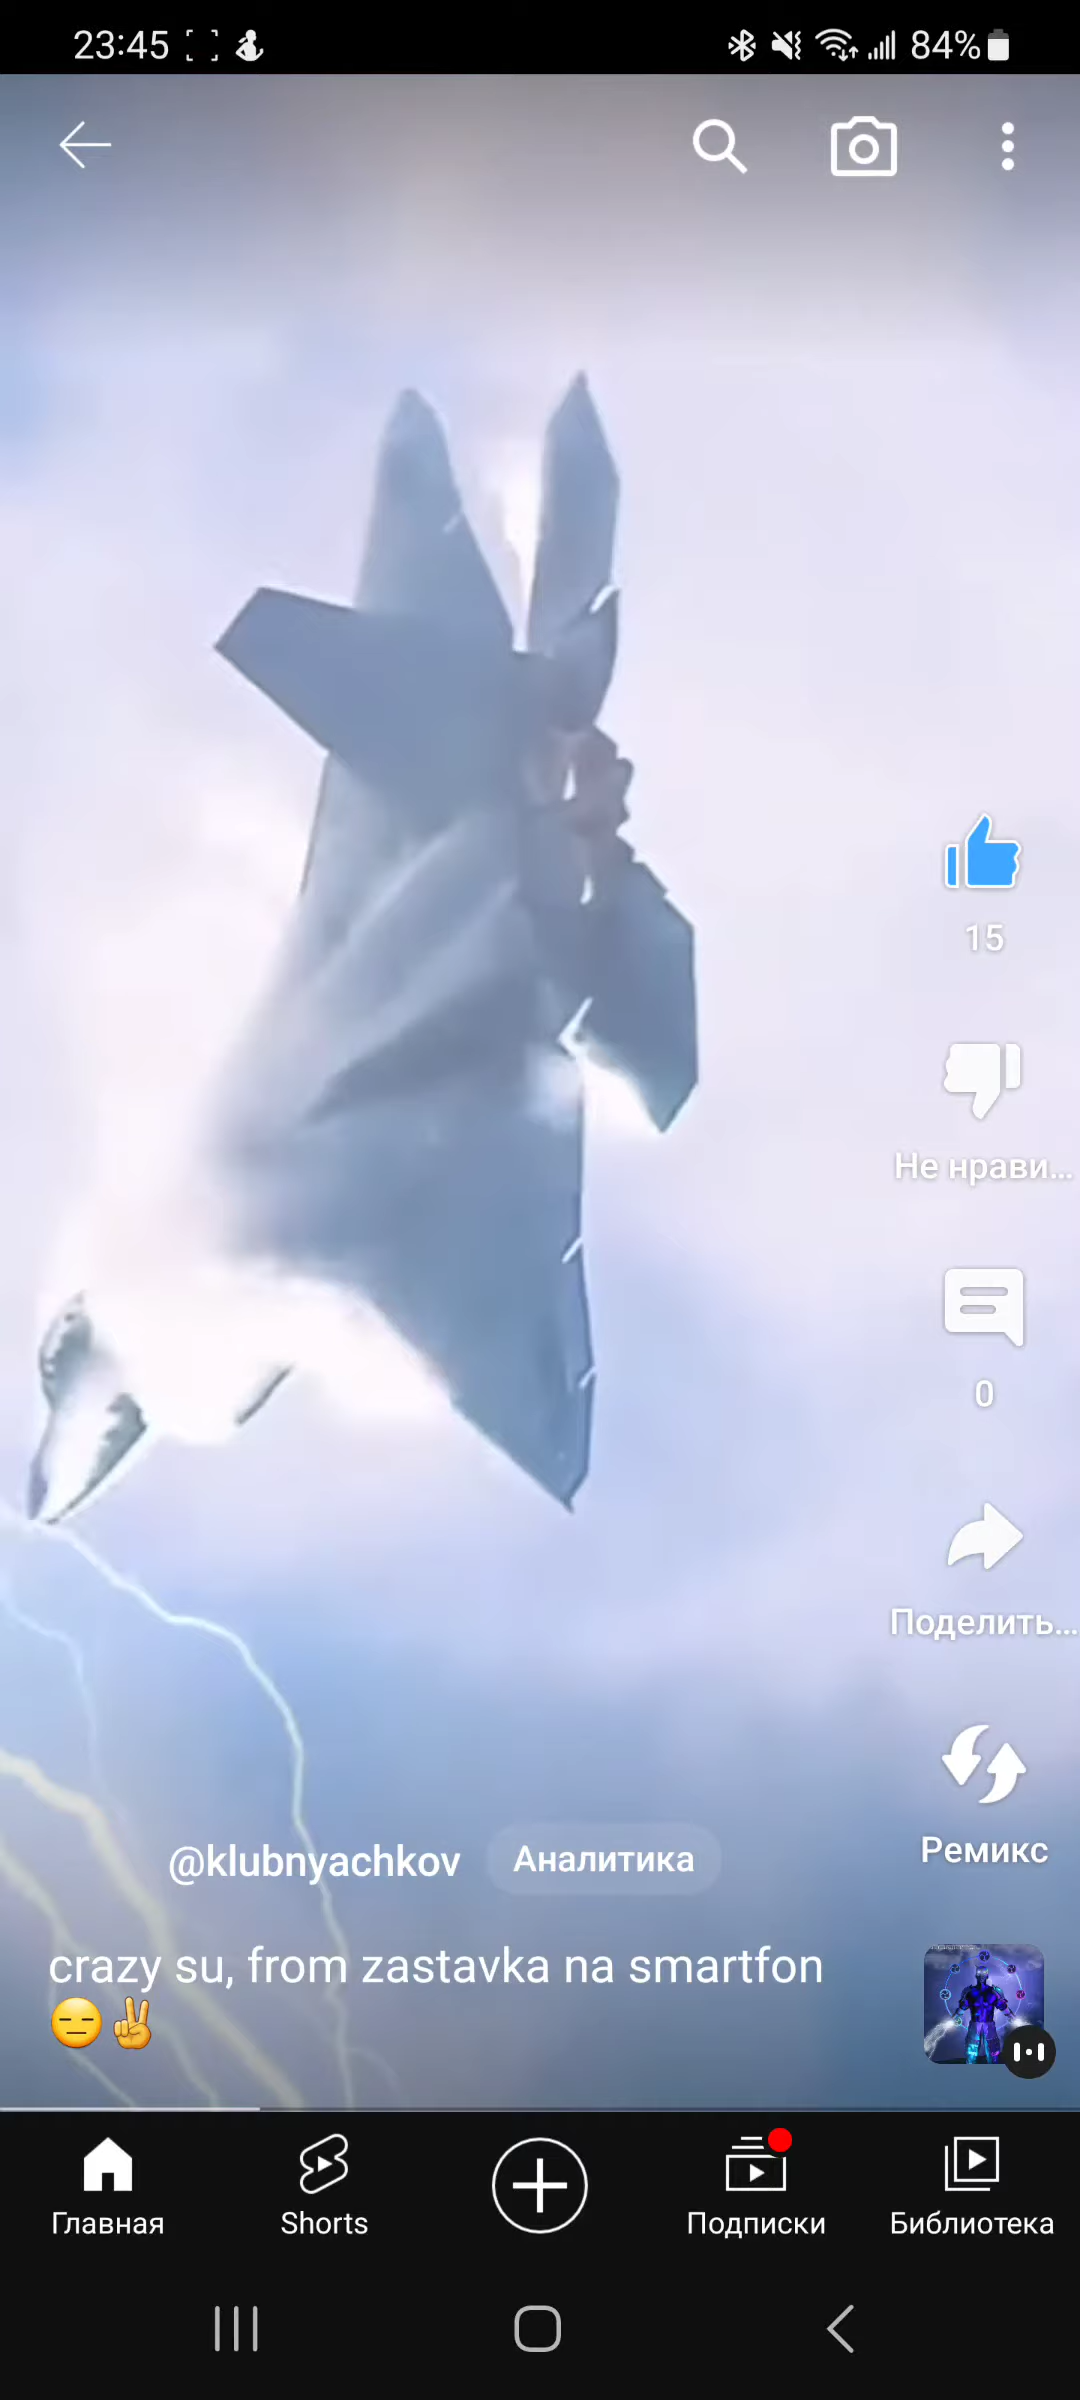 23:45 84%
15
Не нрави...
0
Поделить...
Ремикс
@klubnyachkov Аналитика
crazy su, from zastavka na smartfon
😑✌
Главная Shorts Подписки Библиотека